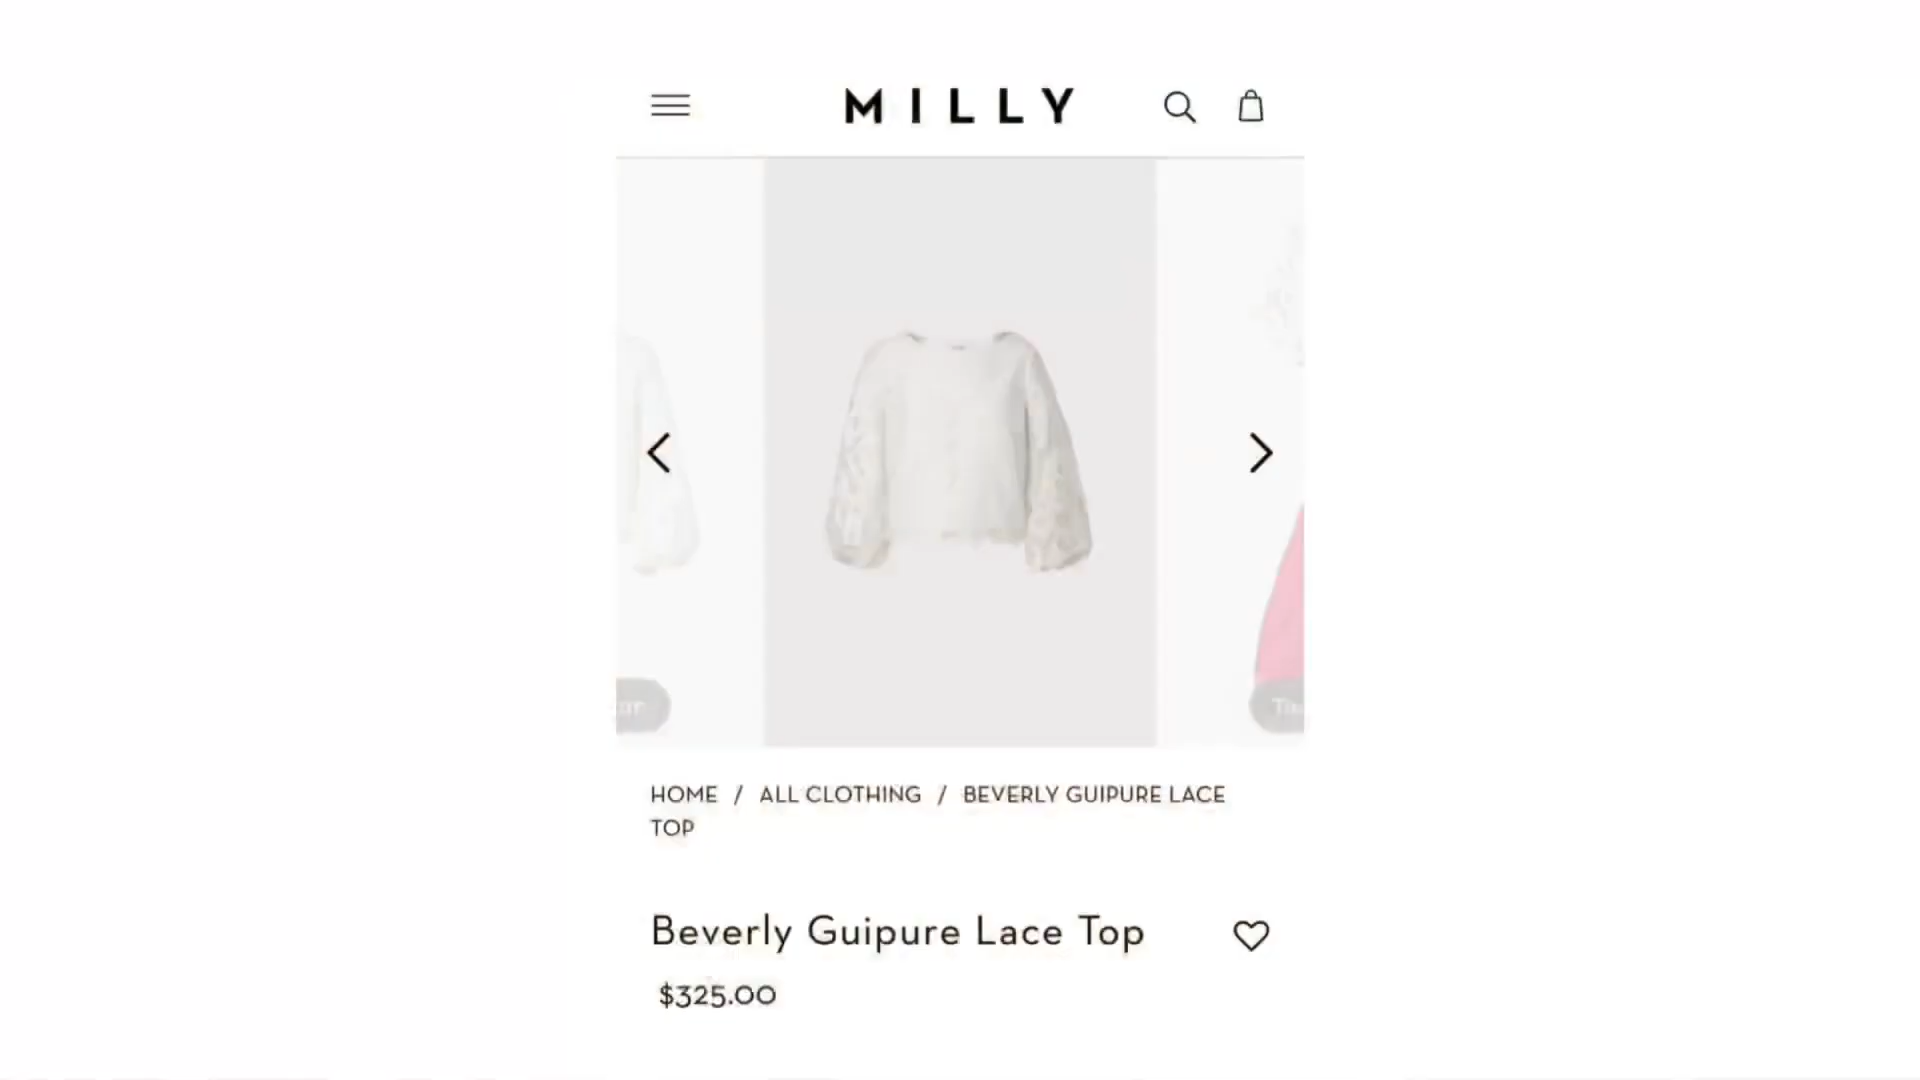 MILLY
HOME / ALL CLOTHING / BEVERLY GUIPURE LACE
TOP
Beverly Guipure Lace Top
$325.00